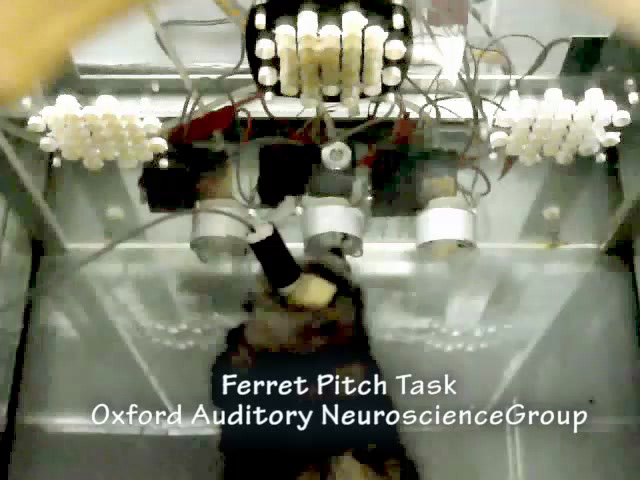 Ferret Pitch Task
Oxford Auditory NeuroscienceGroup